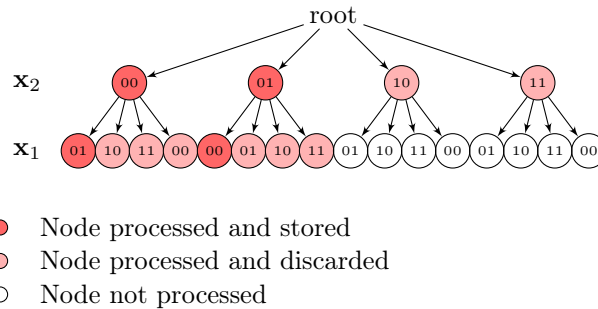 root
x₂ 00 01 10 11
x₁ 01 10 11 00 00 01 10 11 01 10 11 00 01 10 11 00
Node processed and stored
Node processed and discarded
Node not processed